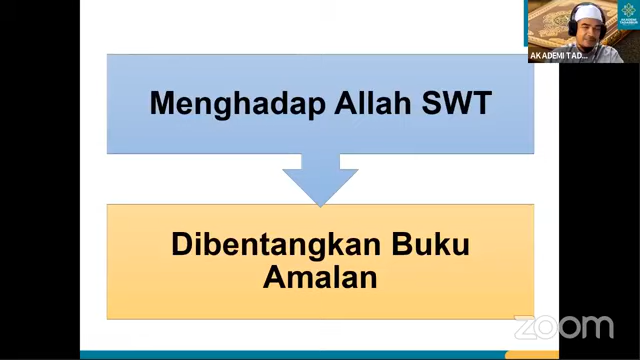 Menghadap Allah SWT
Dibentangkan Buku
Amalan
AKADEMI TAD...
zoom